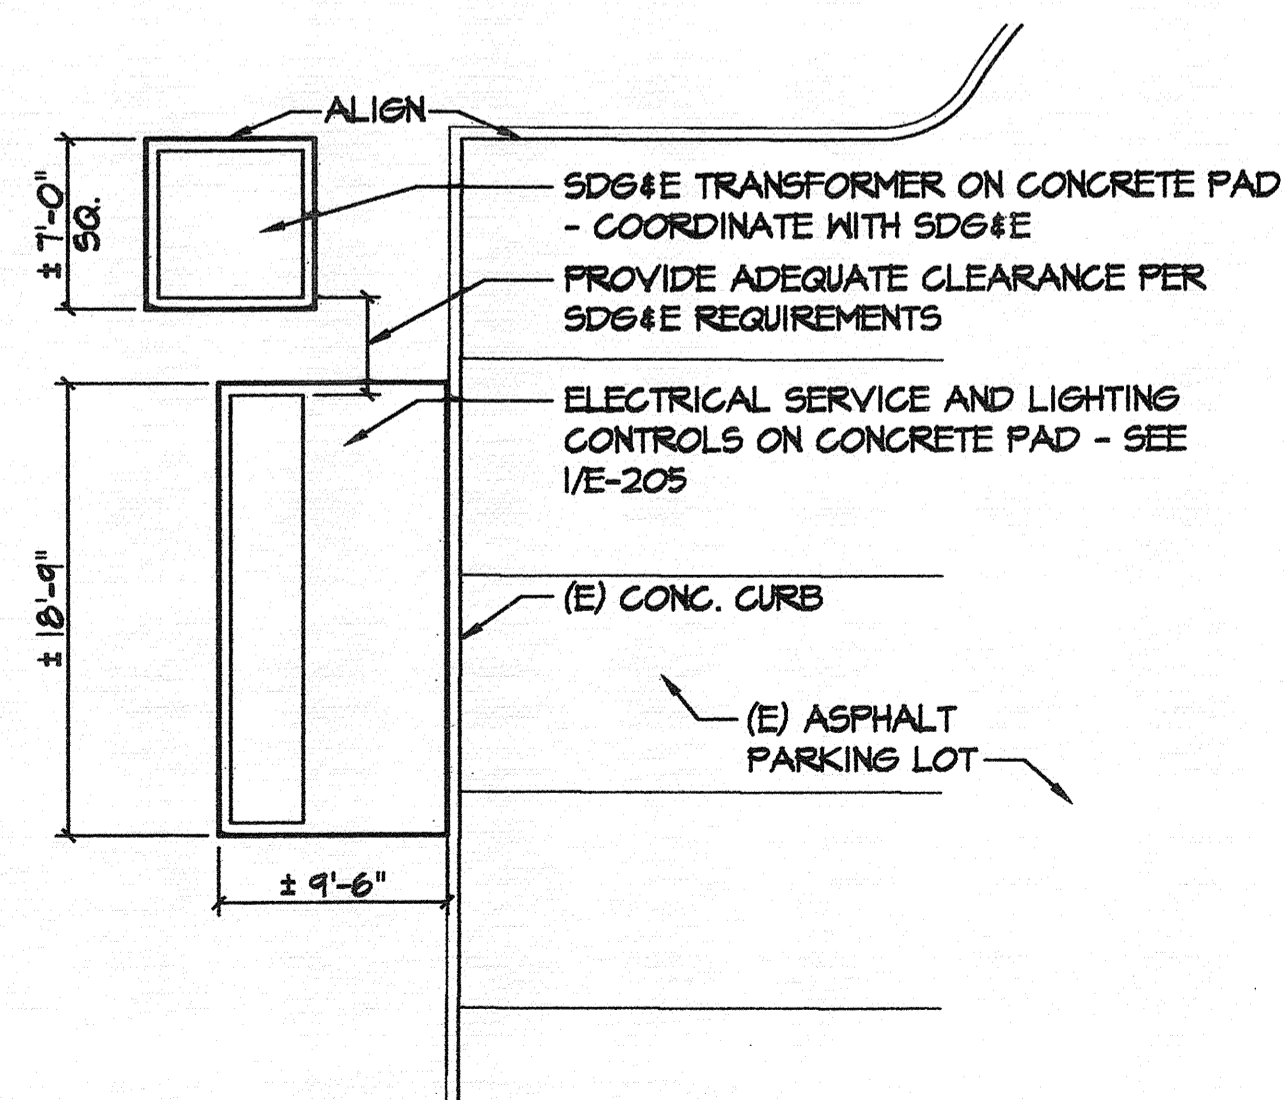 ALIGN
± 7'-0"
SQ.
SDG&E TRANSFORMER ON CONCRETE PAD
- COORDINATE WITH SDG&E
PROVIDE ADEQUATE CLEARANCE PER
SDG&E REQUIREMENTS
ELECTRICAL SERVICE AND LIGHTING
CONTROLS ON CONCRETE PAD - SEE
1/E-205
± 18'-9"
(E) CONC. CURB
(E) ASPHALT
PARKING LOT
± 9'-6"